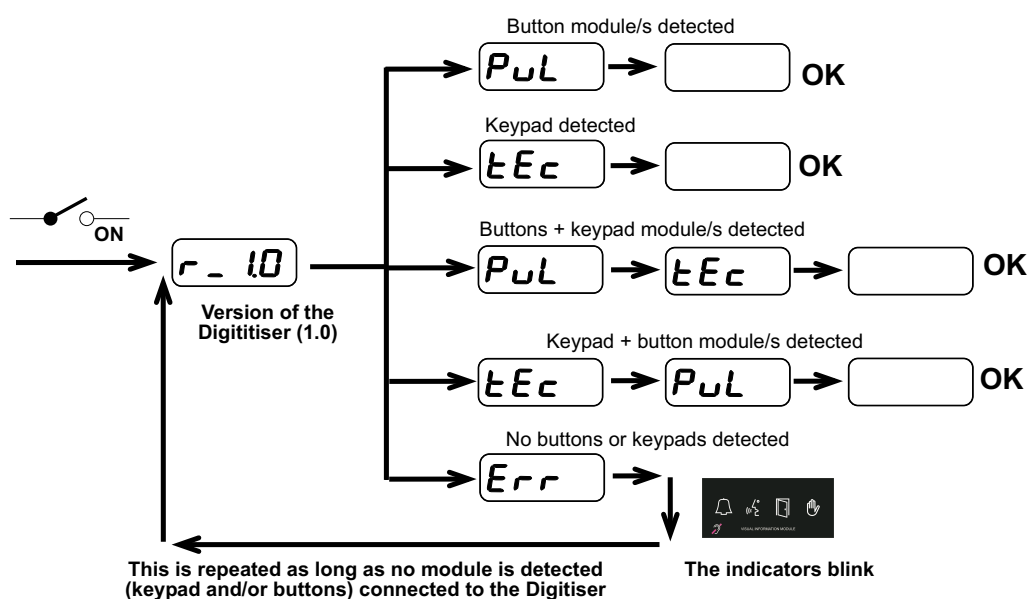 Button module/s detected
PuL
OK
Keypad detected
tEc
OK
ON
Buttons + keypad module/s detected
PuL tEc
OK
r_ 1.0
Version of the
Digititiser (1.0)
Keypad + button module/s detected
tEc PuL
OK
No buttons or keypads detected
Err
VISUAL INFORMATION MODULE
The indicators blink
This is repeated as long as no module is detected
(keypad and/or buttons) connected to the Digitiser